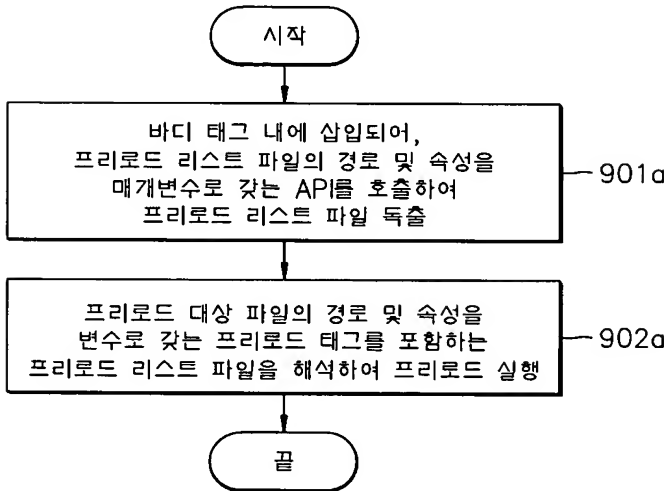 시작
바디 태그 내에 삽입되어,
프리로드 리스트 파일의 경로 및 속성을
매개변수로 갖는 API를 호출하여
프리로드 리스트 파일 독출
901a
프리로드 대상 파일의 경로 및 속성을
변수로 갖는 프리로드 태그를 포함하는
프리로드 리스트 파일을 해석하여 프리로드 실행
902a
끝